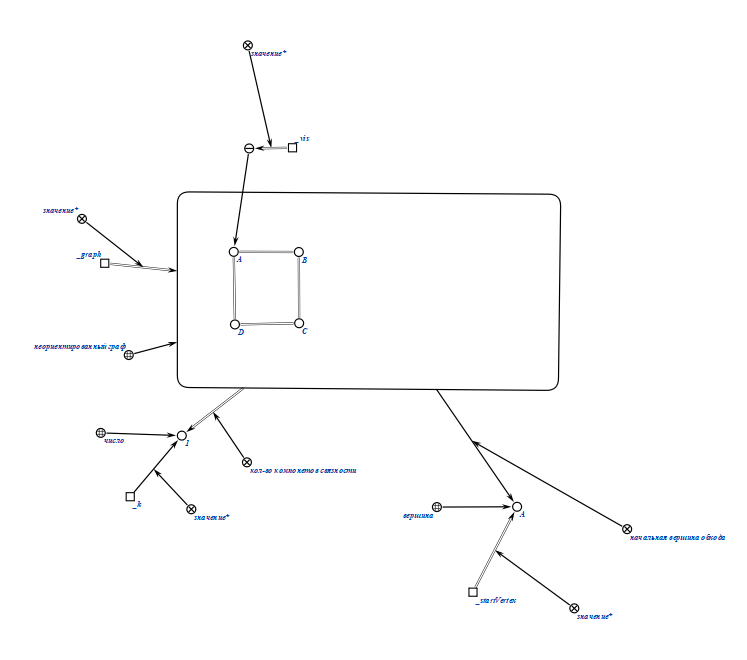 значение*
_vis
значение*
_graph
A
B
D
C
неориентированный граф
число
1
кол-во компонетов связности
_k
значение*
вершина
A
начальная вершина обхода
_startVertex
значение*